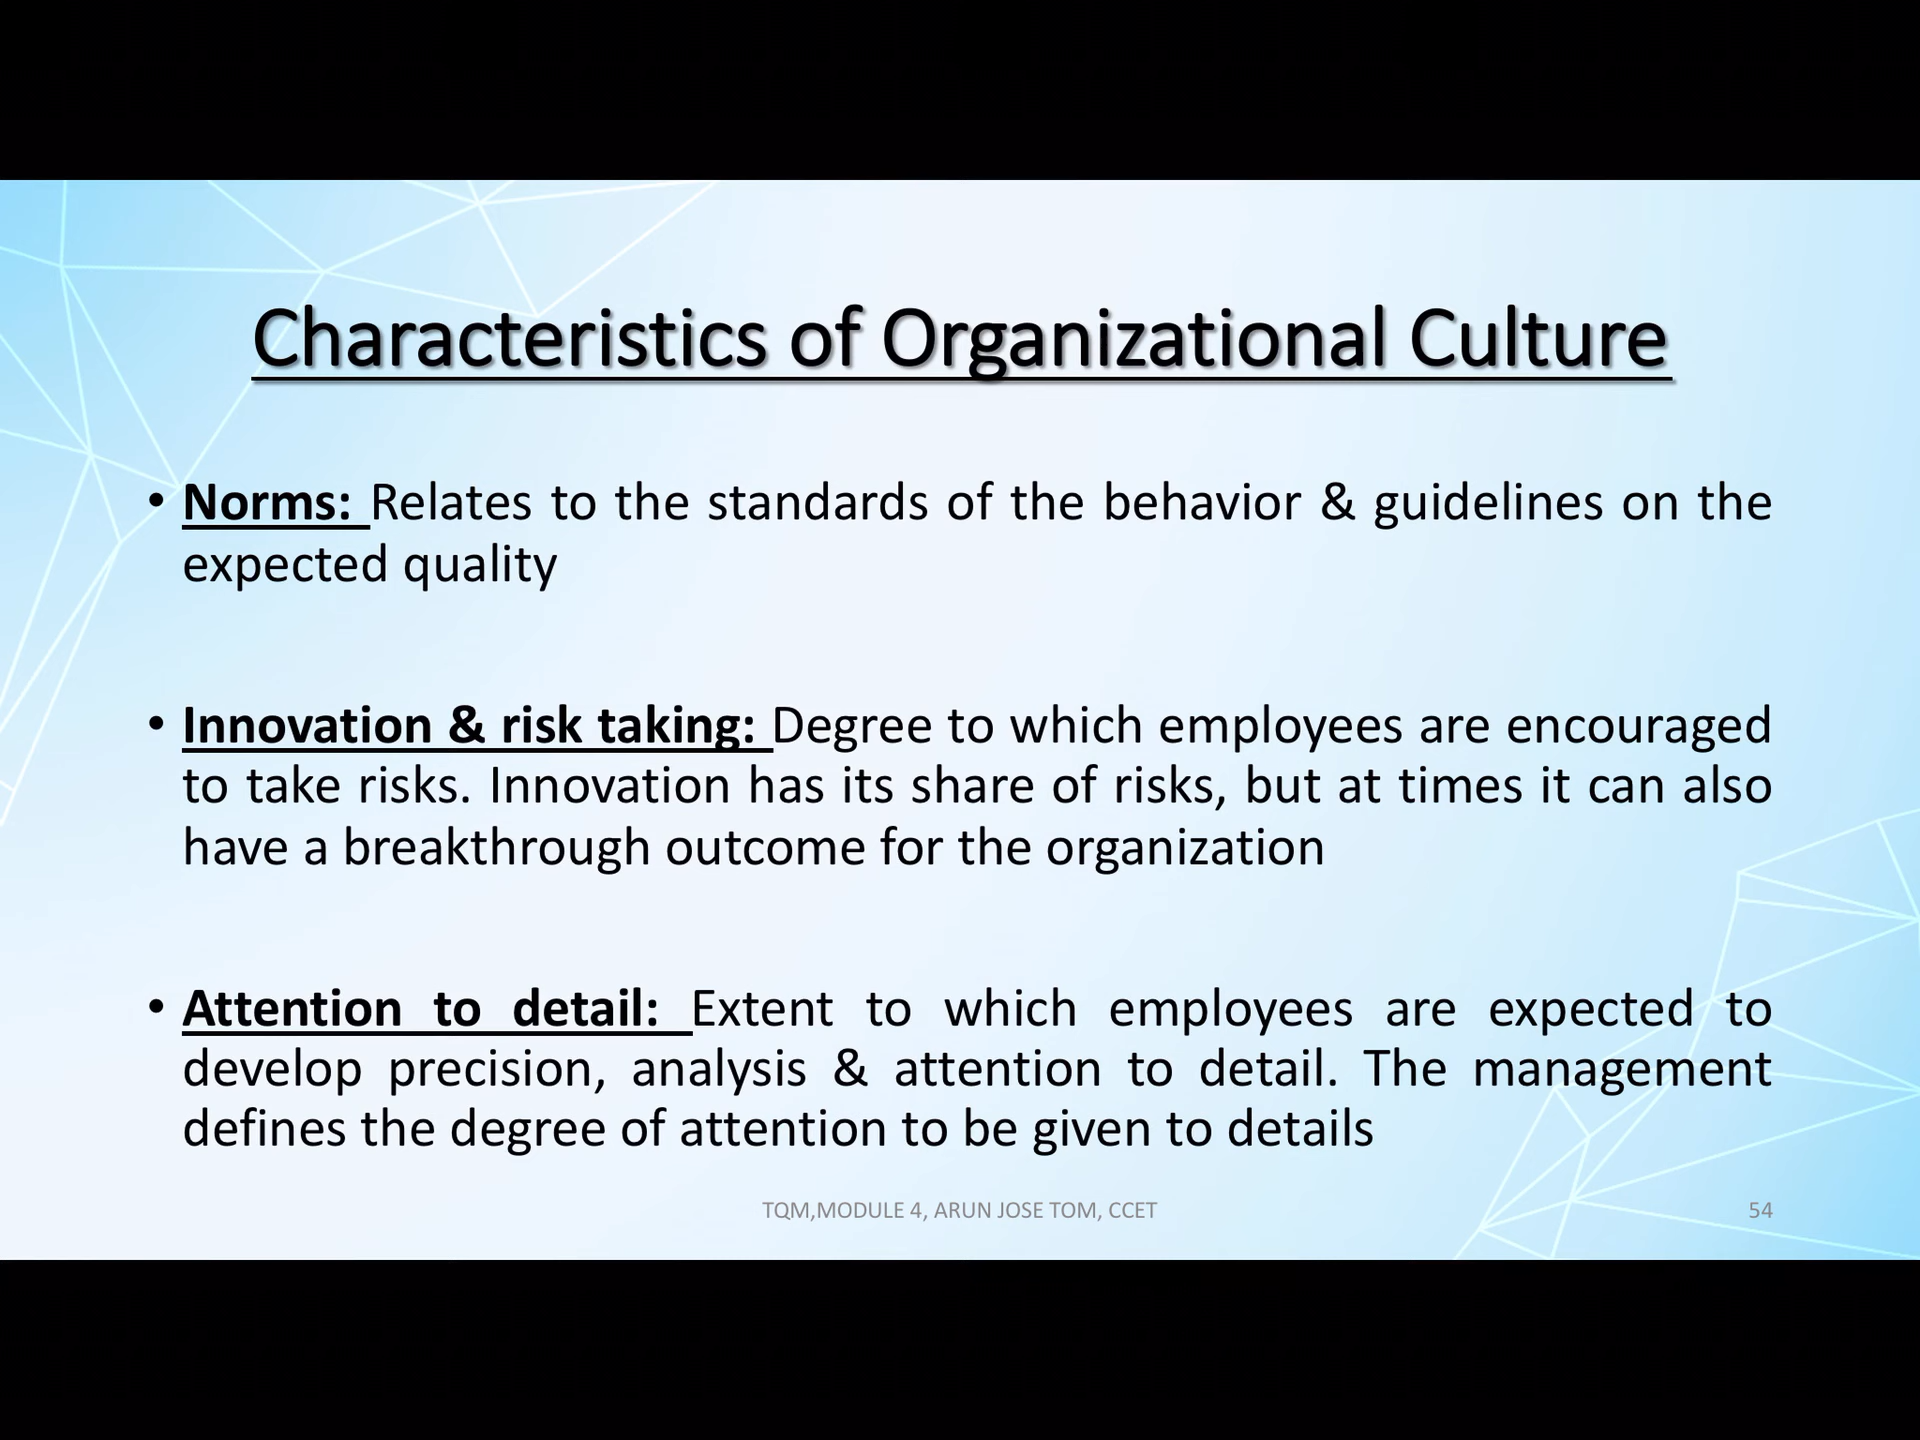 Characteristics of Organizational Culture
• Norms: Relates to the standards of the behavior & guidelines on the
expected quality
• Innovation & risk taking: Degree to which employees are encouraged
to take risks. Innovation has its share of risks, but at times it can also
have a breakthrough outcome for the organization
• Attention to detail: Extent to which employees are expected to
develop precision, analysis & attention to detail. The management
defines the degree of attention to be given to details
TQM,MODULE 4, ARUN JOSE TOM, CCET
54